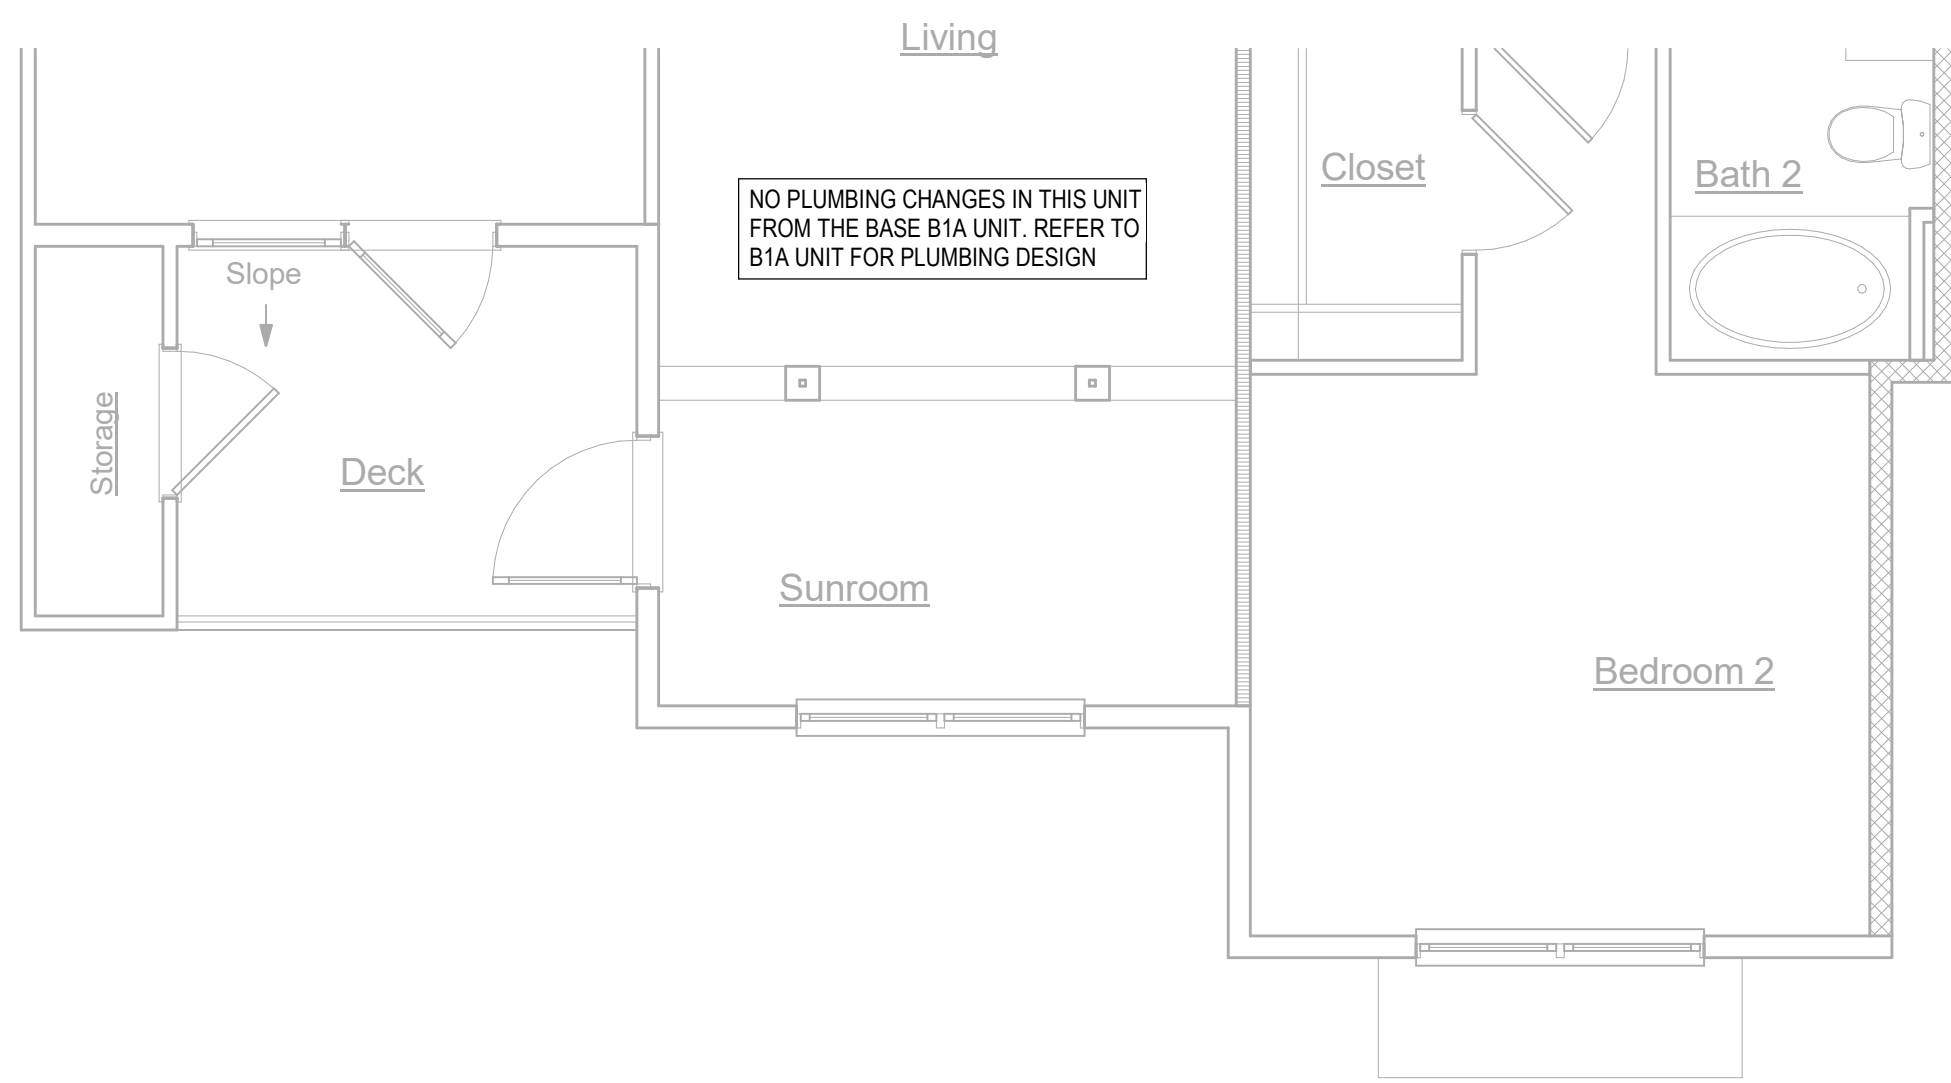 Living
NO PLUMBING CHANGES IN THIS UNIT
FROM THE BASE B1A UNIT. REFER TO
B1A UNIT FOR PLUMBING DESIGN
Closet
Bath 2
Slope
Storage
Deck
Sunroom
Bedroom 2